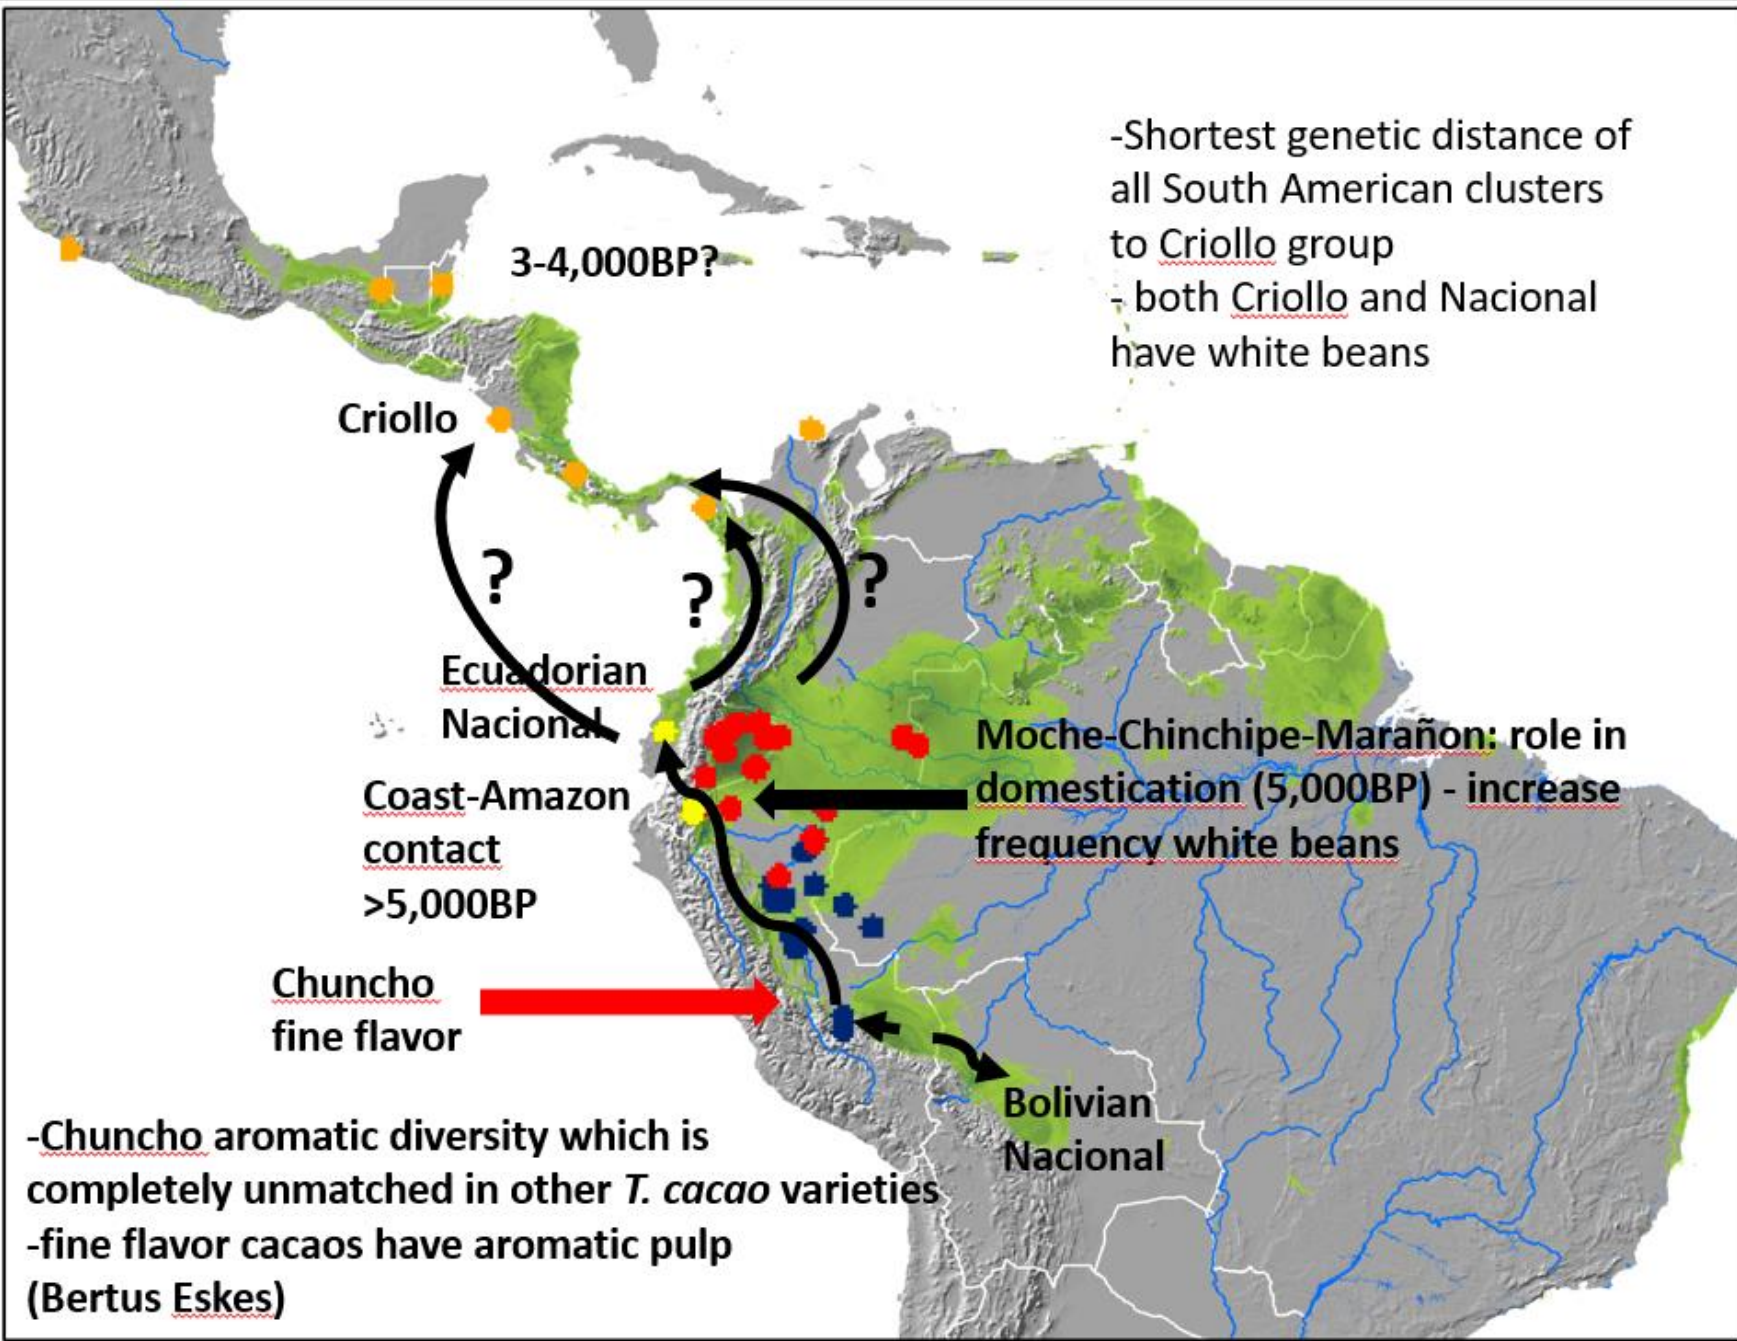 -Shortest genetic distance of
all South American clusters
to Criollo group
- both Criollo and Nacional
have white beans
3-4,000BP?
Criollo
?
?
?
Ecuadorian
Nacional
Coast-Amazon
contact
>5,000BP
Moche-Chinchipe-Marañon: role in
domestication (5,000BP) - increase
frequency white beans
Chuncho
fine flavor
Bolivian
Nacional
-Chuncho aromatic diversity which is
completely unmatched in other T. cacao varieties
-fine flavor cacaos have aromatic pulp
(Bertus Eskes)